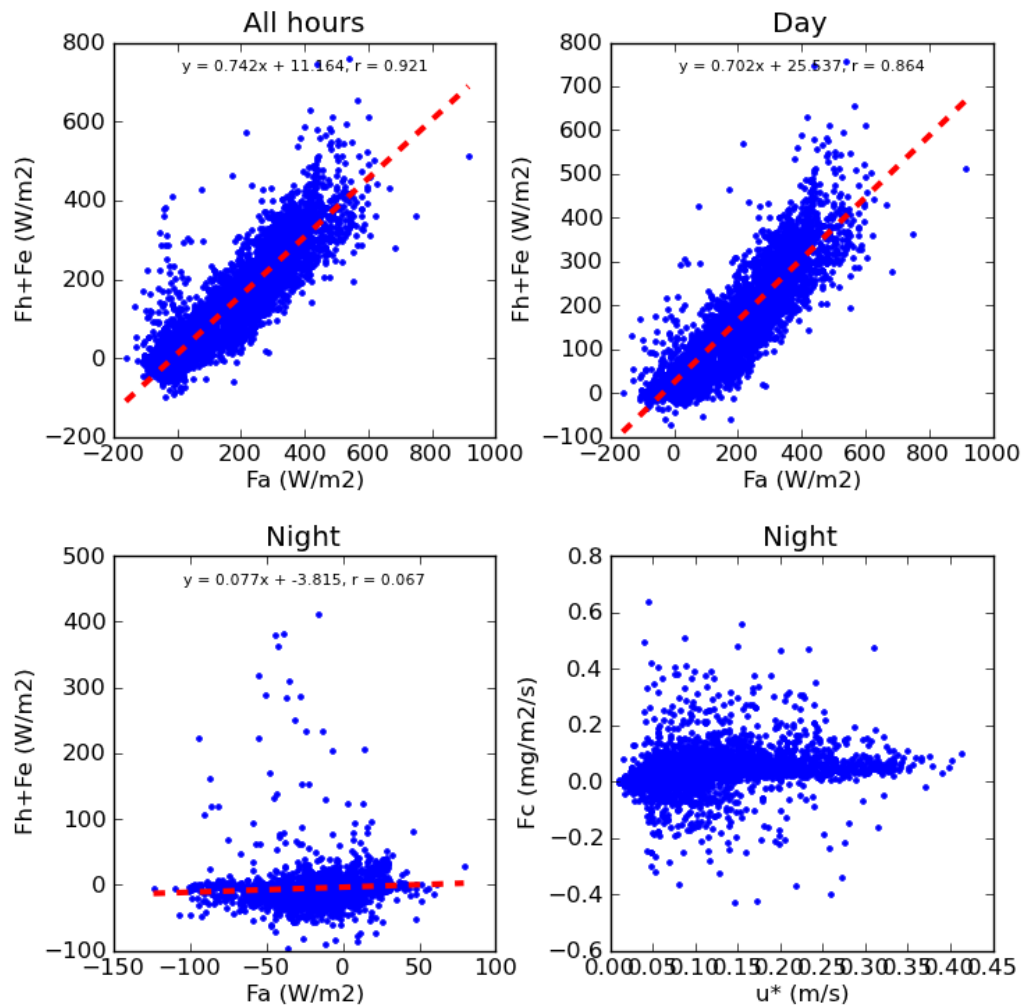 All hours
y = 0.742x + 11.164, r = 0.921
800
600
400
200
0
−200
Fh+Fe (W/m2)
−200 0 200 400 600 800 1000
Fa (W/m2)
Day
y = 0.702x + 25.537, r = 0.864
800
700
600
500
400
300
200
100
0
−100
Fh+Fe (W/m2)
−200 0 200 400 600 800 1000
Fa (W/m2)
Night
y = 0.077x + -3.815, r = 0.067
500
400
300
200
100
0
−100
Fh+Fe (W/m2)
−150 −100 −50 0 50 100
Fa (W/m2)
Night
0.8
0.6
0.4
0.2
0.0
−0.2
−0.4
−0.6
Fc (mg/m2/s)
0.00 0.05 0.10 0.15 0.20 0.25 0.30 0.35 0.40 0.45
u* (m/s)